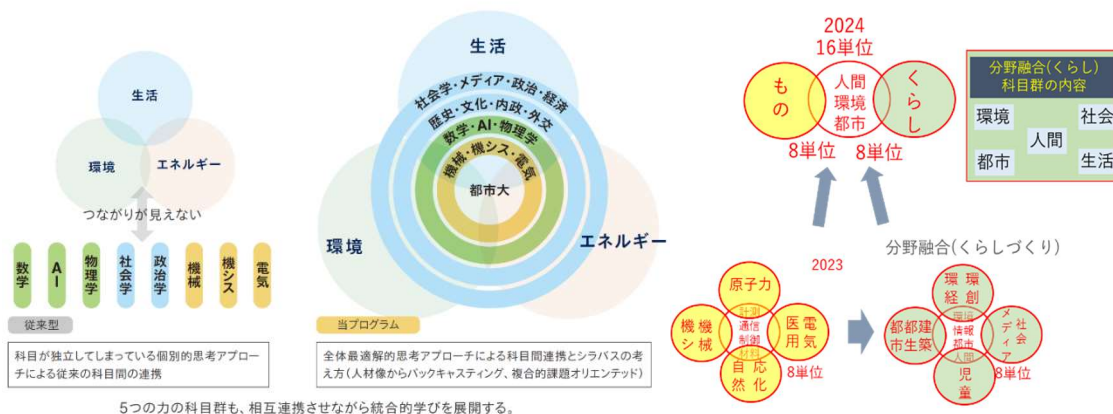 生活
環境
エネルギー
つながりが見えない
数学
AI
物理学
社会学
政治学
機械
機シス
電気
従来型
科目が独立してしまっている個別的思考アプロー
チによる従来の科目間の連携
生活
社会学・メディア・政治・経済
歴史・文化・内政・外交
数学・AI・物理学
機械・機シス・電気
都市大
環境
エネルギー
当プログラム
全体最適解的思考アプローチによる科目間連携とシラバスの考
え方(人材像からバックキャスティング、複合的課題オリエンテッド)
5つの力の科目群も、相互連携させながら統合的学びを展開する。
2024
16単位
もの
人間
環境
都市
くらし
8単位
8単位
分野融合(くらし)
科目群の内容
環境
社会
人間
都市
生活
2023
原子力
機機
シ械
計測
通信
制御
材料
医電
用気
自応
然化
8単位
分野融合(くらしづくり)
環環
経創
都都建
市生築
環境
情報
都市
人間
社会
メディア
児童
8単位